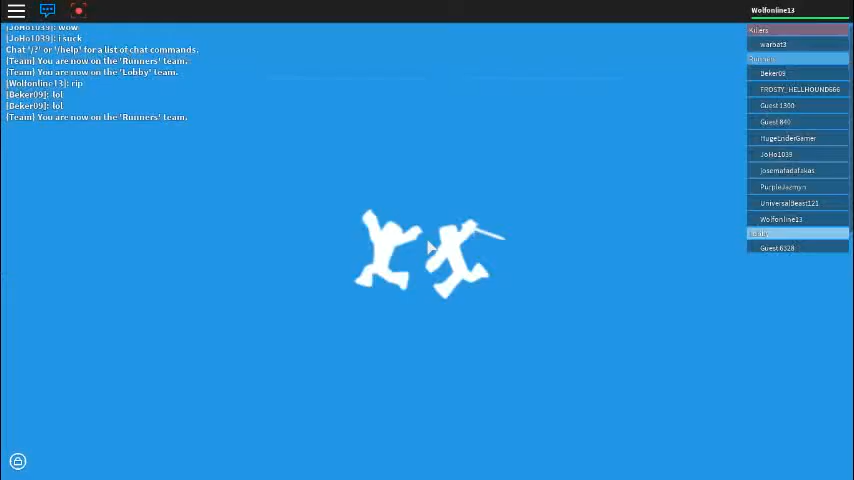 Wolfonline13
[JoHo1039]: wow
[JoHo1039]: i suck
Chat '/?' or '/help' for a list of chat commands.
{Team} You are now on the 'Runners' team.
{Team} You are now on the 'Lobby' team.
[Wolfonline13]: rip
[Beker09]: lol
[Beker09]: lol
{Team} You are now on the 'Runners' team.
Killers
warbat3
Runners
Beker09
FROSTY_HELLHOUND666
Guest 1300
Guest 840
HugeEnderGamer
JoHo1039
josemafadafakas
PurpleJazmyn
UniversalBeast121
Wolfonline13
Lobby
Guest 6328